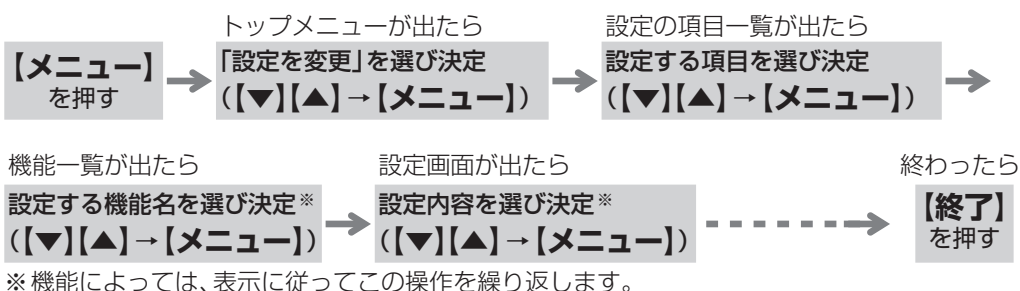 トップメニューが出たら
設定の項目一覧が出たら
【メニュー】
を押す
「設定を変更」を選び決定
(【▼】【▲】→【メニュー】)
設定する項目を選び決定
(【▼】【▲】→【メニュー】)
機能一覧が出たら
設定画面が出たら
終わったら
設定する機能名を選び決定※
(【▼】【▲】→【メニュー】)
設定内容を選び決定※
(【▼】【▲】→【メニュー】)
【終了】
を押す
※機能によっては、表示に従ってこの操作を繰り返します。